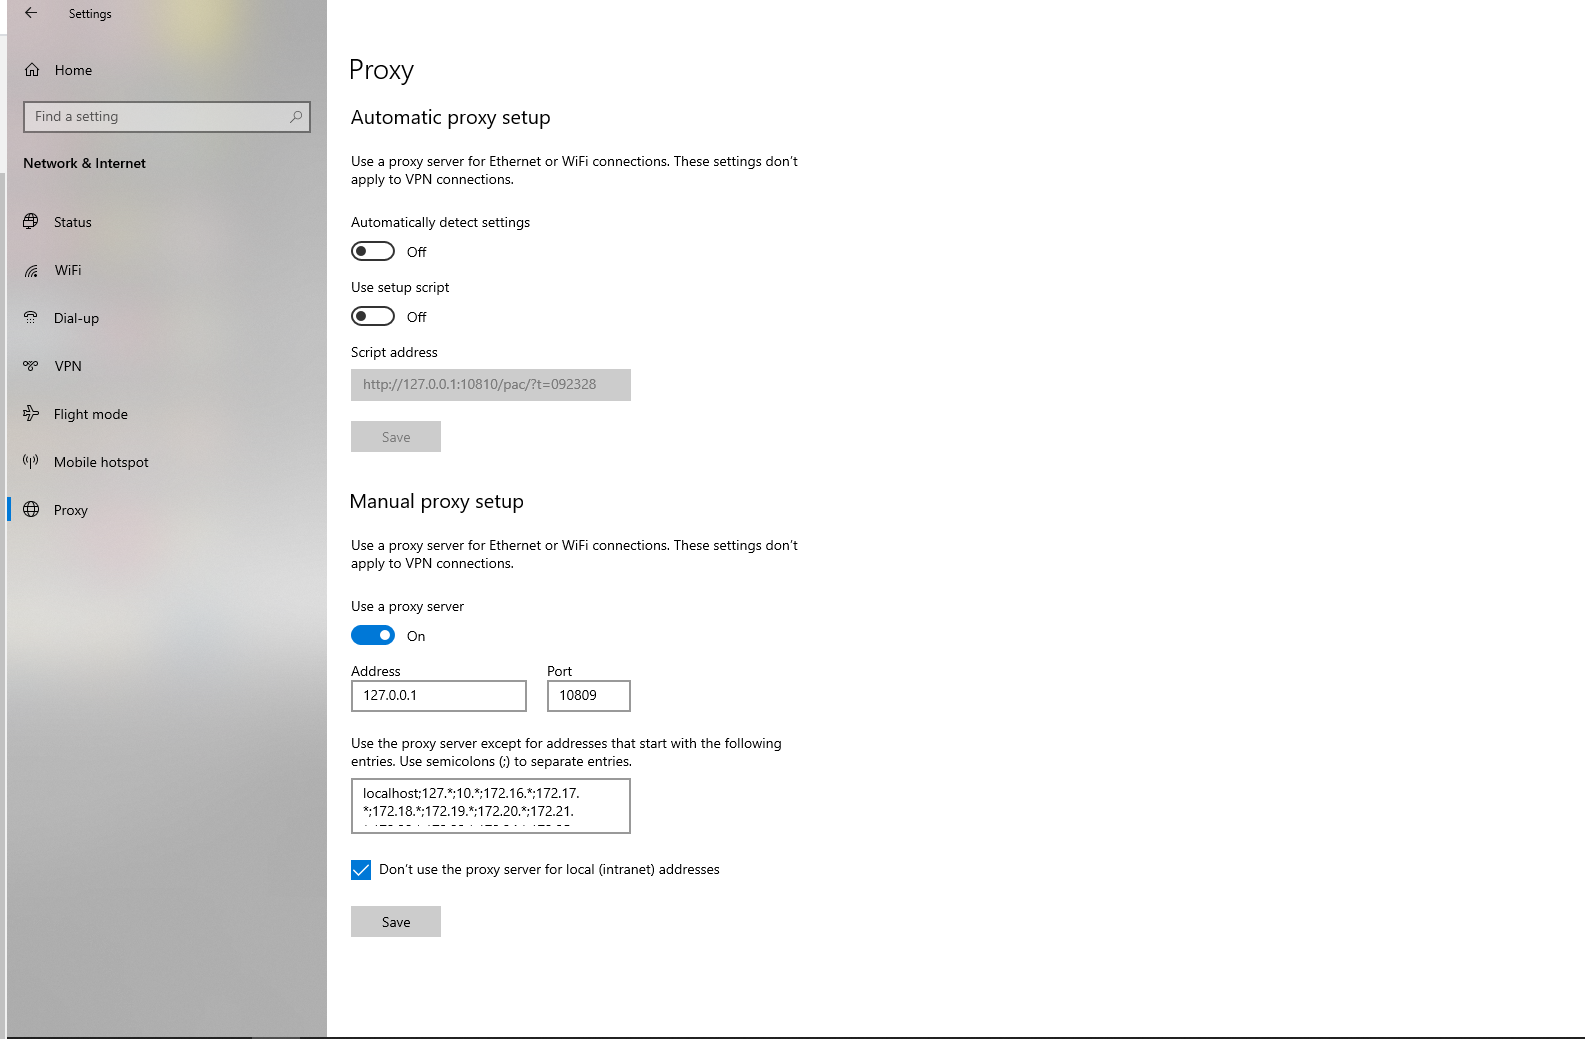 Settings
Home
Find a setting
Network & Internet
Status
WiFi
Dial-up
VPN
Flight mode
Mobile hotspot
Proxy
Proxy
Automatic proxy setup
Use a proxy server for Ethernet or WiFi connections. These settings don't
apply to VPN connections.
Automatically detect settings
Off
Use setup script
Off
Script address
http://127.0.0.1:10810/pac/?t=092328
Save
Manual proxy setup
Use a proxy server for Ethernet or WiFi connections. These settings don't
apply to VPN connections.
Use a proxy server
On
Address Port
127.0.0.1 10809
Use the proxy server except for addresses that start with the following
entries. Use semicolons (;) to separate entries.
localhost;127.*;10.*;172.16.*;172.17.
*;172.18.*;172.19.*;172.20.*;172.21.
Don't use the proxy server for local (intranet) addresses
Save